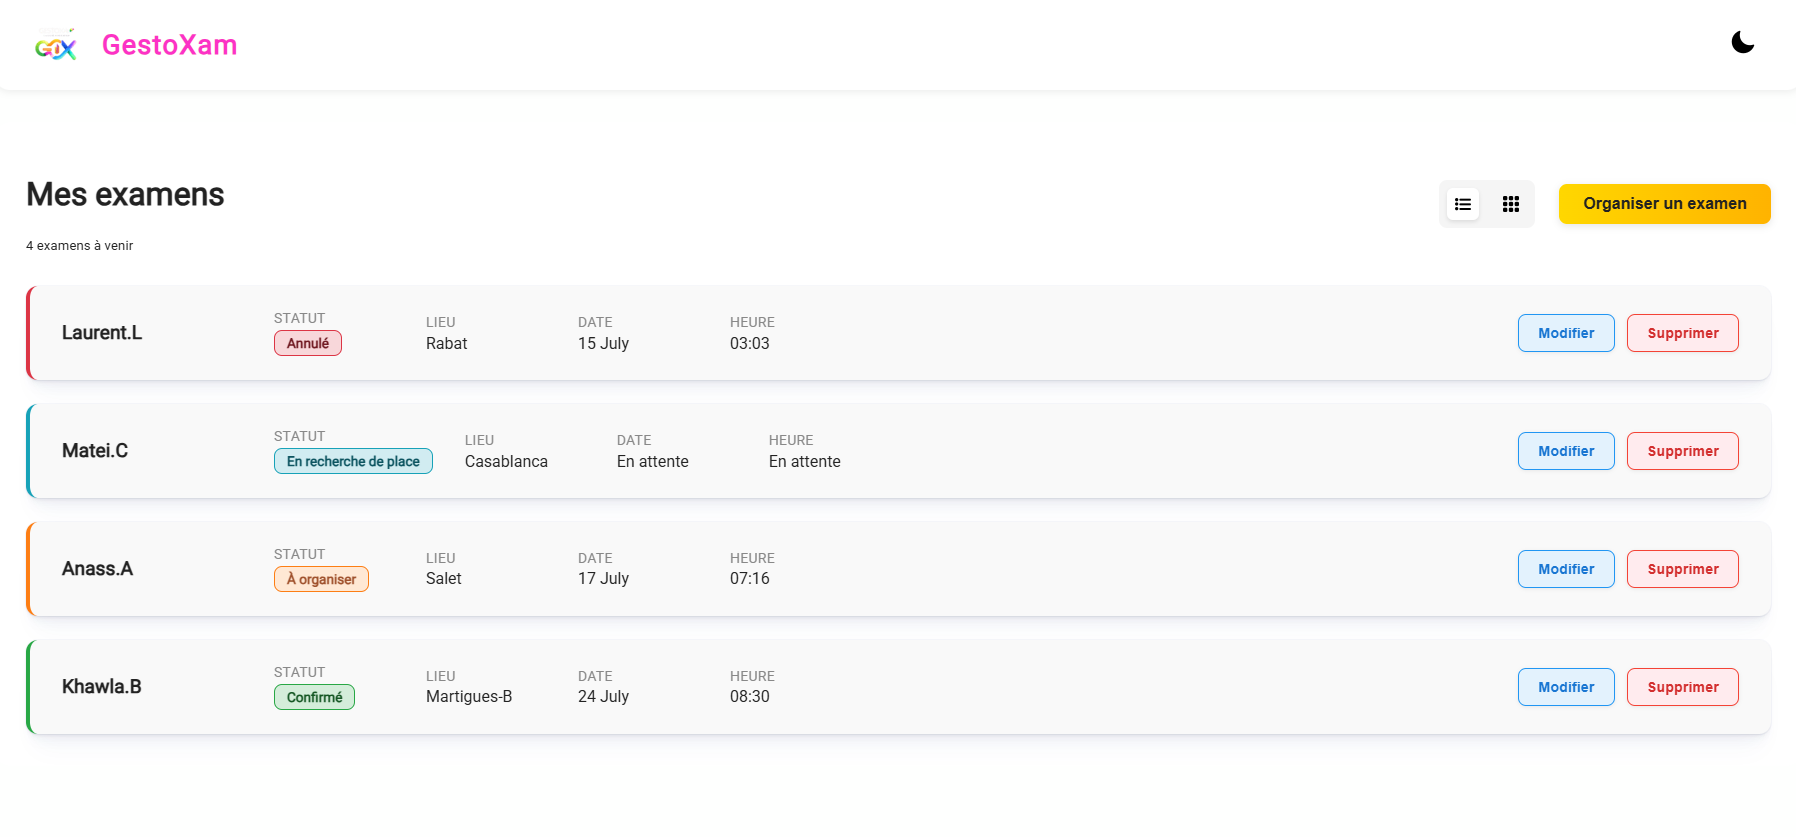 GOX GestoXam
Mes examens
Organiser un examen
4 examens à venir
Laurent.L
STATUT
Annulé
LIEU
Rabat
DATE
15 July
HEURE
03:03
Modifier
Supprimer
Matei.C
STATUT
En recherche de place
LIEU
Casablanca
DATE
En attente
HEURE
En attente
Modifier
Supprimer
Anass.A
STATUT
À organiser
LIEU
Salet
DATE
17 July
HEURE
07:16
Modifier
Supprimer
Khawla.B
STATUT
Confirmé
LIEU
Martigues-B
DATE
24 July
HEURE
08:30
Modifier
Supprimer